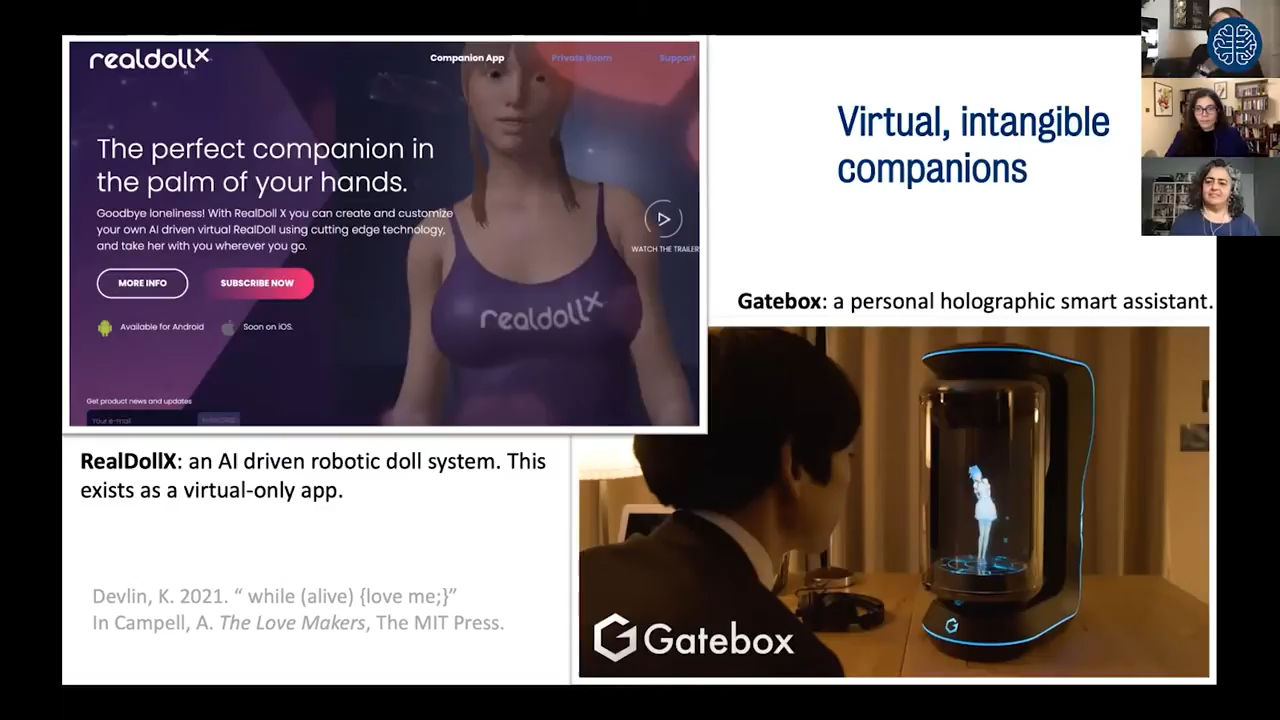 realdollx
Companion App
Private Room
Support
The perfect companion in
the palm of your hands.
Goodbye loneliness! With RealDoll X you can create and customize
your own AI driven virtual RealDoll using cutting edge technology,
and take her with you wherever you go.
WATCH THE TRAILER
MORE INFO
SUBSCRIBE NOW
Available for Android
Soon on iOS.
Get product news and updates
Your e-mail
realdollx
Virtual, intangible
companions
Gatebox: a personal holographic smart assistant.
RealDollX: an AI driven robotic doll system. This
exists as a virtual-only app.
Devlin, K. 2021. “ while (alive) {love me;}”
In Campell, A. The Love Makers, The MIT Press.
Gatebox